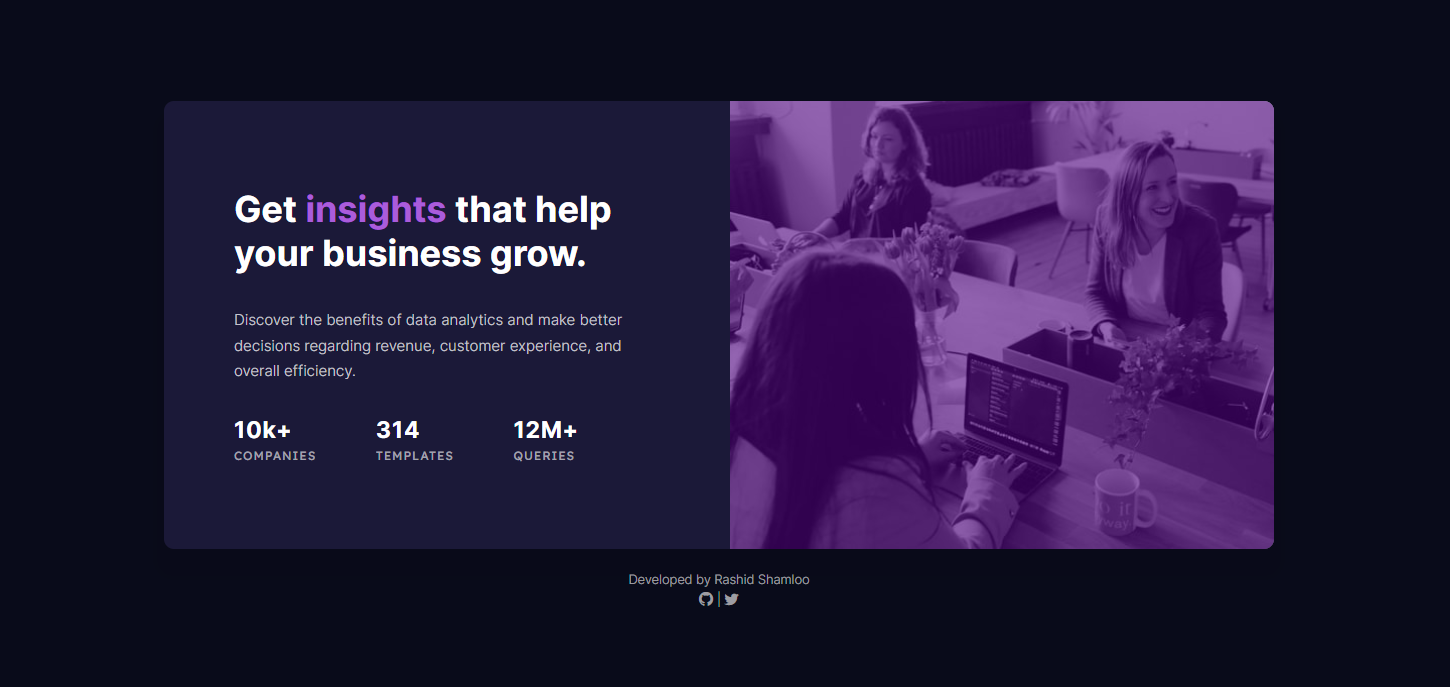 Get insights that help
your business grow.
Discover the benefits of data analytics and make better
decisions regarding revenue, customer experience, and
overall efficiency.
10k+ 314 12M+
COMPANIES TEMPLATES QUERIES
Developed by Rashid Shamloo